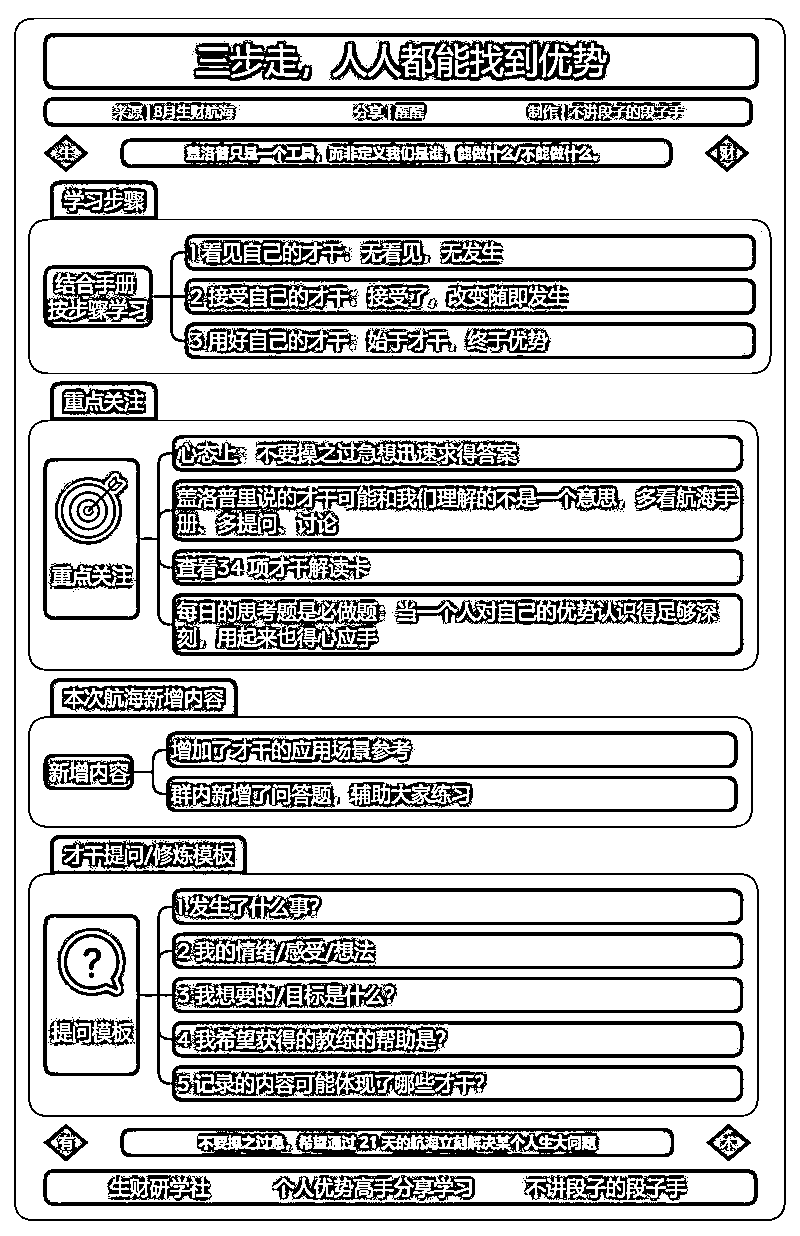 三步走，人人都能找到优势
来源 | 8月生财航海 分享 | 醒醒 制作 | 不讲段子的段子手
生 盖洛普只是一个工具，而非定义我们是谁，能做什么/不能做什么。 财
学习步骤
1 看见自己的才干：无看见，无发生
结合手册
按步骤学习
2 接受自己的才干：接受了，改变随即发生
3 用好自己的才干：始于才干，终于优势
重点关注
心态上：不要操之过急想迅速求得答案
盖洛普里说的才干可能和我们理解的不是一个意思，多看航海手
册、多提问、讨论
重点关注
查看34 项才干解读卡
每日的思考题是必做题：当一个人对自己的优势认识得足够深
刻，用起来也得心应手
本次航海新增内容
新增内容
增加了才干的应用场景参考
群内新增了问答题，辅助大家练习
才干提问/修炼模板
1 发生了什么事？
2 我的情绪/感受/想法
3 我想要的/目标是什么？
提问模板
4 我希望获得的教练的帮助是？
5 记录的内容可能体现了哪些才干？
有 不要操之过急，希望通过 21 天的航海立刻解决某个人生大问题
生财研学社 个人优势高手分享学习 不讲段子的段子手